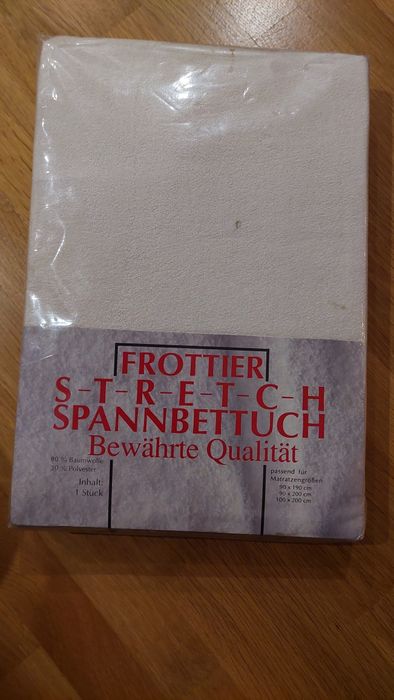 FROTTIER
S-T-R-E-T-C-H
SPANNBETTUCH
Bewährte Qualität
80 % Baumwolle
20 % Polyester
Inhalt:
1 Stück
passend für
Matratzengrößen
90 x 190 cm
90 x 200 cm
100 x 200 cm